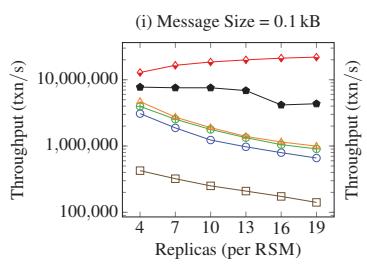 (i) Message Size = 0.1 kB
Throughput (txn/s)
10,000,000
1,000,000
100,000
4 7 10 13 16 19
Replicas (per RSM)
Throughput (txn/s)